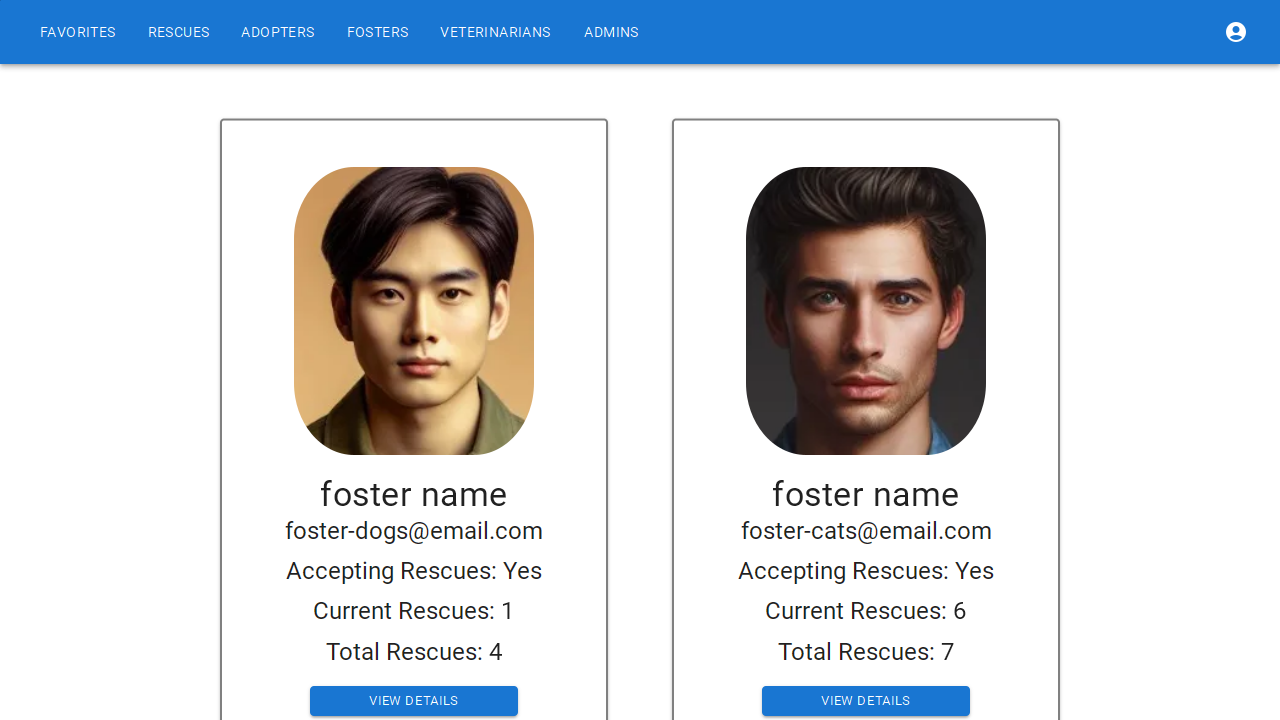 FAVORITES RESCUES ADOPTERS FOSTERS VETERINARIANS ADMINS
foster name
foster-dogs@email.com
Accepting Rescues: Yes
Current Rescues: 1
Total Rescues: 4
VIEW DETAILS
foster name
foster-cats@email.com
Accepting Rescues: Yes
Current Rescues: 6
Total Rescues: 7
VIEW DETAILS